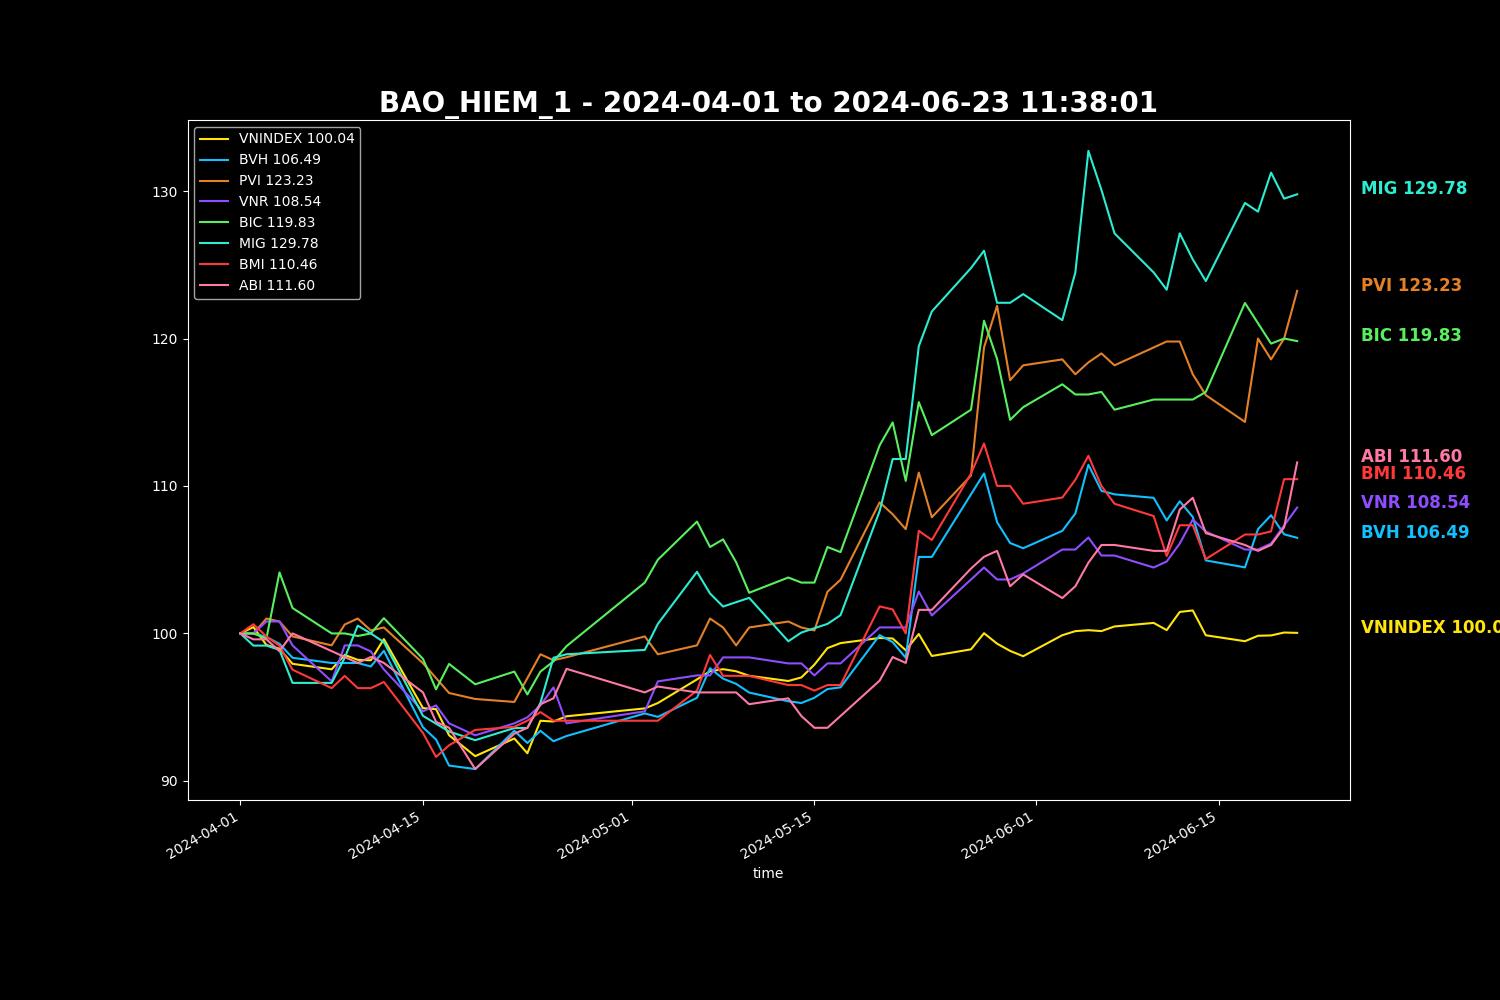 BAO_HIEM_1 - 2024-04-01 to 2024-06-23 11:38:01
VNINDEX 100.04
BVH 106.49
PVI 123.23
VNR 108.54
BIC 119.83
MIG 129.78
BMI 110.46
ABI 111.60
130
120
110
100
90
MIG 129.78
PVI 123.23
BIC 119.83
ABI 111.60
BMI 110.46
VNR 108.54
BVH 106.49
VNINDEX 100.0
2024-04-01
2024-04-15
2024-05-01
2024-05-15
2024-06-01
2024-06-15
time